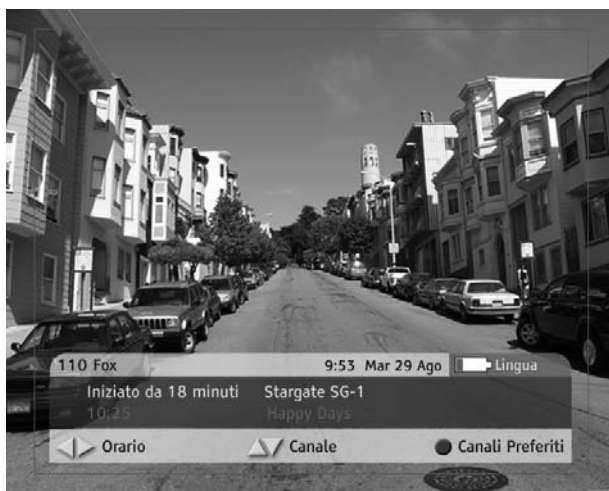 110 Fox 9:53 Mar 29 Ago Lingua
Iniziato da 18 minuti Stargate SG-1
10:25 Happy Days
Orario Canale Canali Preferiti